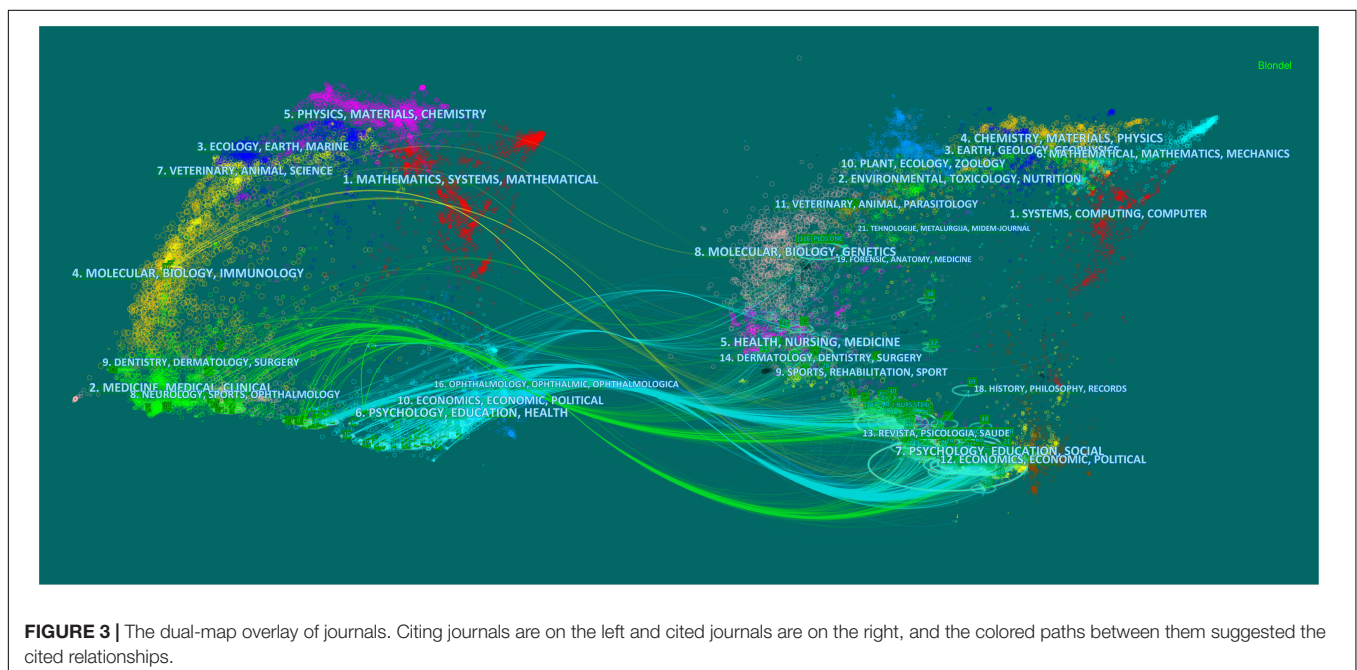 Blondel
5. PHYSICS, MATERIALS, CHEMISTRY
3. ECOLOGY, EARTH, MARINE
7. VETERINARY, ANIMAL, SCIENCE
1. MATHEMATICS, SYSTEMS, MATHEMATICAL
4. MOLECULAR, BIOLOGY, IMMUNOLOGY
9. DENTISTRY, DERMATOLOGY, SURGERY
2. MEDICINE, MEDICAL, CLINICAL
8. NEUROLOGY, SPORTS, OPHTHALMOLOGY
16. OPHTHALMOLOGY, OPHTHALMIC, OPHTHALMOLOGICA
10. ECONOMICS, ECONOMIC, POLITICAL
6. PSYCHOLOGY, EDUCATION, HEALTH
4. CHEMISTRY, MATERIALS, PHYSICS
3. EARTH, GEOLOGY, GEOPHYSICS
6. MATHEMATICAL, MATHEMATICS, MECHANICS
10. PLANT, ECOLOGY, ZOOLOGY
2. ENVIRONMENTAL, TOXICOLOGY, NUTRITION
11. VETERINARY, ANIMAL, PARASITOLOGY
1. SYSTEMS, COMPUTING, COMPUTER
21. TEHNOLOGIJE, METALURGIJA, MIDEM-JOURNAL
8. MOLECULAR, BIOLOGY, GENETICS
19. FORENSIC, ANATOMY, MEDICINE
5. HEALTH, NURSING, MEDICINE
14. DERMATOLOGY, DENTISTRY, SURGERY
9. SPORTS, REHABILITATION, SPORT
18. HISTORY, PHILOSOPHY, RECORDS
13. REVISTA, PSICOLOGIA, SAUDE
7. PSYCHOLOGY, EDUCATION, SOCIAL
12. ECONOMICS, ECONOMIC, POLITICAL
FIGURE 3 | The dual-map overlay of journals. Citing journals are on the left and cited journals are on the right, and the colored paths between them suggested the
cited relationships.